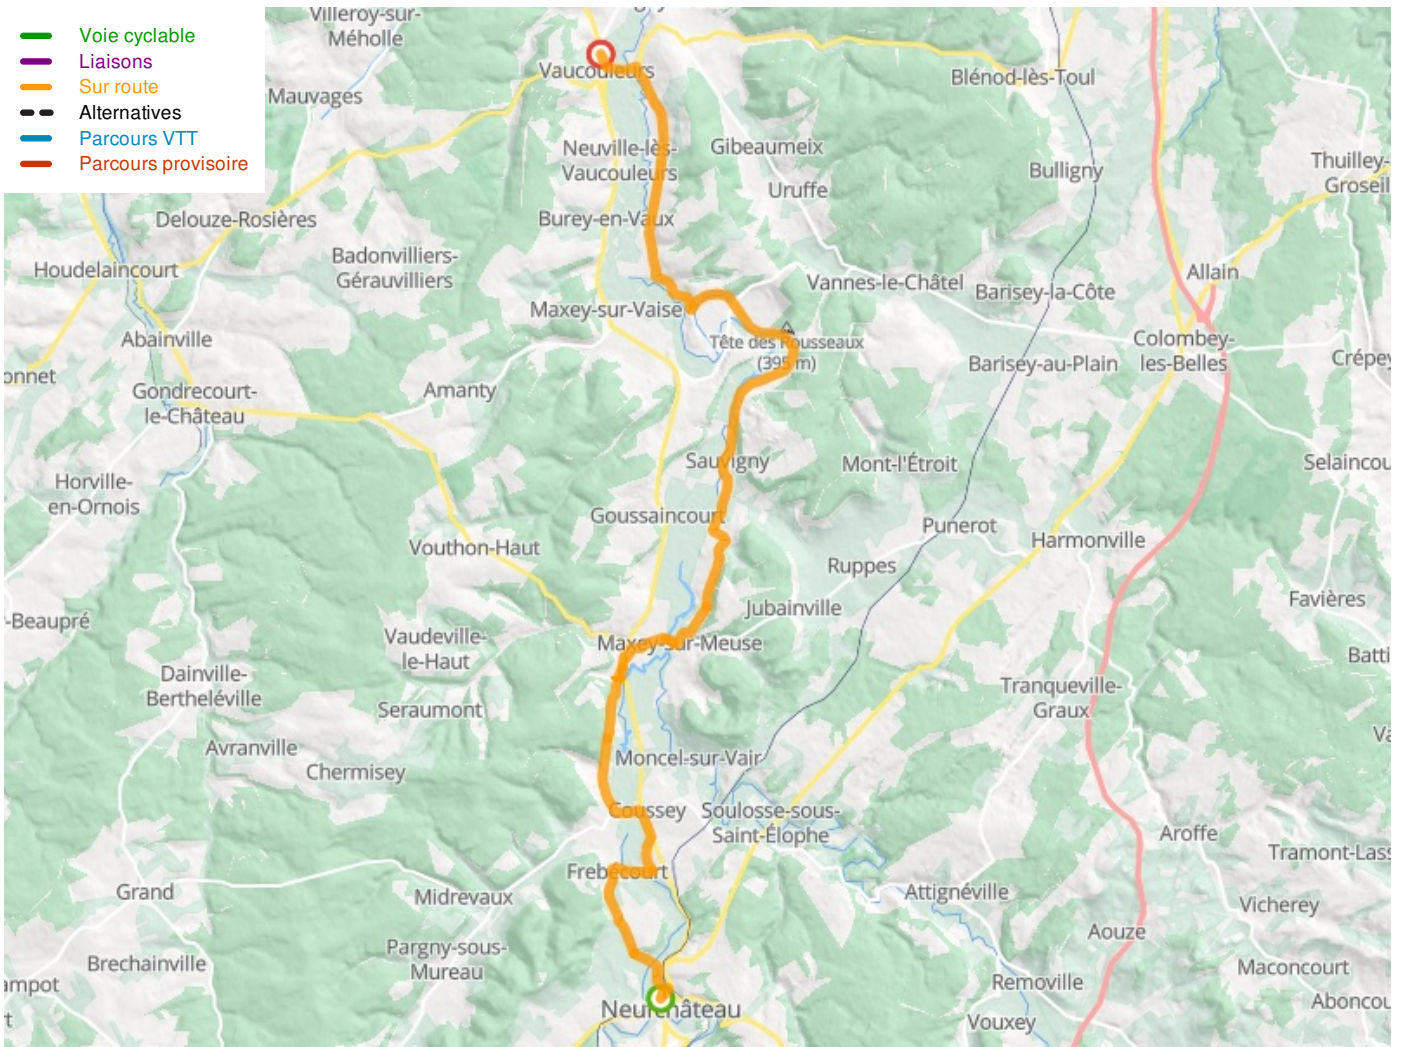 Voie cyclable
Liaisons
Sur route
Alternatives
Parcours VTT
Parcours provisoire
Villeroy-sur-
Méholle
Vaucouleurs
Blénod-lès-Toul
Mauvages
Neuville-lès-
Vaucouleurs
Gibeaumeix
Uruffe
Bulligny
Thuilley-
Groseil
Delouze-Rosières
Burey-en-Vaux
Badonvilliers-
Gérauvilliers
Houdelaincourt
Vannes-le-Châtel
Barisey-la-Côte
Allain
Maxey-sur-Vaise
Abainville
Tête des Rousseaux
(395 m)
Colombey-
les-Belles
Crépey
Barisey-au-Plain
onnet
Gondrecourt-
le-Château
Amanty
Sauvigny
Mont-l'Étroit
Selaincou
Horville-
en-Ornois
Goussaincourt
Punerot
Harmonville
Vouthon-Haut
Ruppes
Favières
-Beaupré
Jubainville
Vaudeville-
le-Haut
Maxey-sur-Meuse
Batti
Dainville-
Bertheléville
Tranqueville-
Graux
Seraumont
Avranville
Chermisey
Moncel-sur-Vair
Va
Coussey
Soulosse-sous-
Saint-Élophe
Aroffe
Tramont-Lass
Frebécourt
Grand
Midrevaux
Attignéville
Vicherey
Aouze
Pargny-sous-
Mureau
Brechainville
Maconcourt
ampot
Removille
Aboncou
rt
Neufchâteau
Vouxey